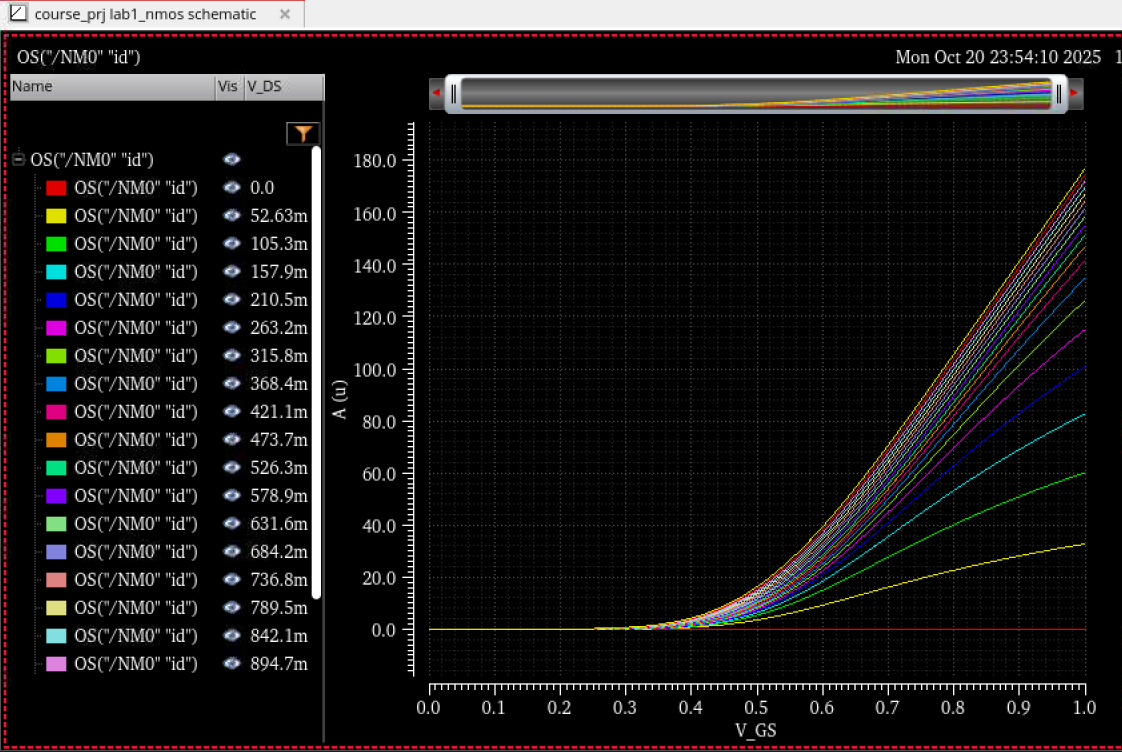 course_prj lab1_nmos schematic
OS("/NM0" "id")
Mon Oct 20 23:54:10 2025 1
Name Vis V_DS
OS("/NM0" "id")
OS("/NM0" "id") 0.0
OS("/NM0" "id") 52.63m
OS("/NM0" "id") 105.3m
OS("/NM0" "id") 157.9m
OS("/NM0" "id") 210.5m
OS("/NM0" "id") 263.2m
OS("/NM0" "id") 315.8m
OS("/NM0" "id") 368.4m
OS("/NM0" "id") 421.1m
OS("/NM0" "id") 473.7m
OS("/NM0" "id") 526.3m
OS("/NM0" "id") 578.9m
OS("/NM0" "id") 631.6m
OS("/NM0" "id") 684.2m
OS("/NM0" "id") 736.8m
OS("/NM0" "id") 789.5m
OS("/NM0" "id") 842.1m
OS("/NM0" "id") 894.7m
A (u)
180.0
160.0
140.0
120.0
100.0
80.0
60.0
40.0
20.0
0.0
0.0 0.1 0.2 0.3 0.4 0.5 0.6 0.7 0.8 0.9 1.0
V_GS